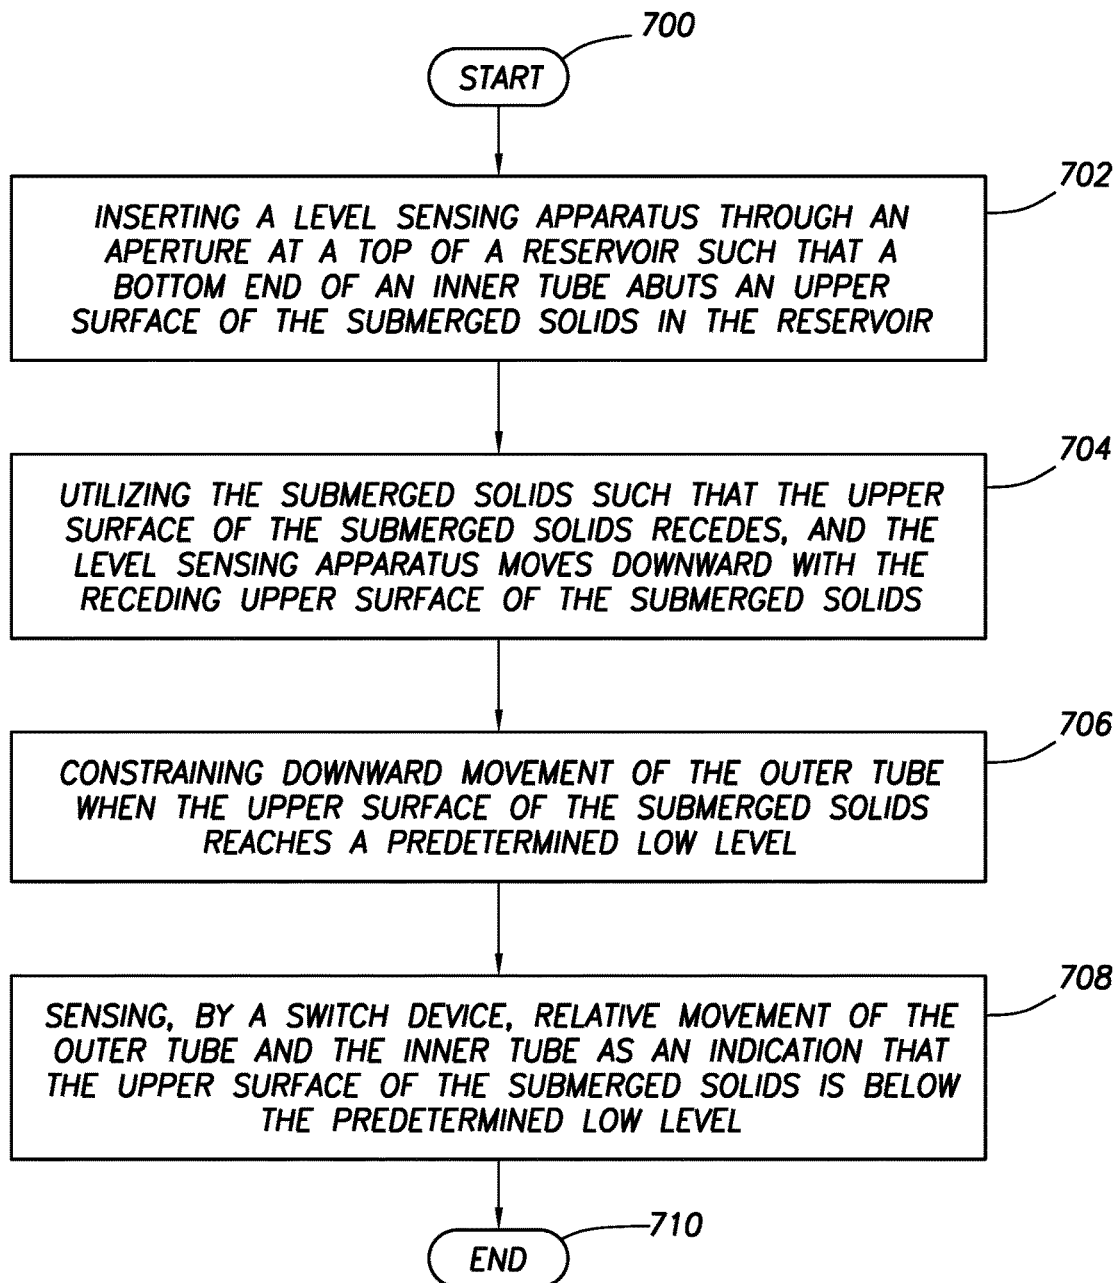 700
START
702
INSERTING A LEVEL SENSING APPARATUS THROUGH AN
APERTURE AT A TOP OF A RESERVOIR SUCH THAT A
BOTTOM END OF AN INNER TUBE ABUTS AN UPPER
SURFACE OF THE SUBMERGED SOLIDS IN THE RESERVOIR
704
UTILIZING THE SUBMERGED SOLIDS SUCH THAT THE UPPER
SURFACE OF THE SUBMERGED SOLIDS RECEDES, AND THE
LEVEL SENSING APPARATUS MOVES DOWNWARD WITH THE
RECEDING UPPER SURFACE OF THE SUBMERGED SOLIDS
706
CONSTRAINING DOWNWARD MOVEMENT OF THE OUTER TUBE
WHEN THE UPPER SURFACE OF THE SUBMERGED SOLIDS
REACHES A PREDETERMINED LOW LEVEL
708
SENSING, BY A SWITCH DEVICE, RELATIVE MOVEMENT OF THE
OUTER TUBE AND THE INNER TUBE AS AN INDICATION THAT
THE UPPER SURFACE OF THE SUBMERGED SOLIDS IS BELOW
THE PREDETERMINED LOW LEVEL
710
END